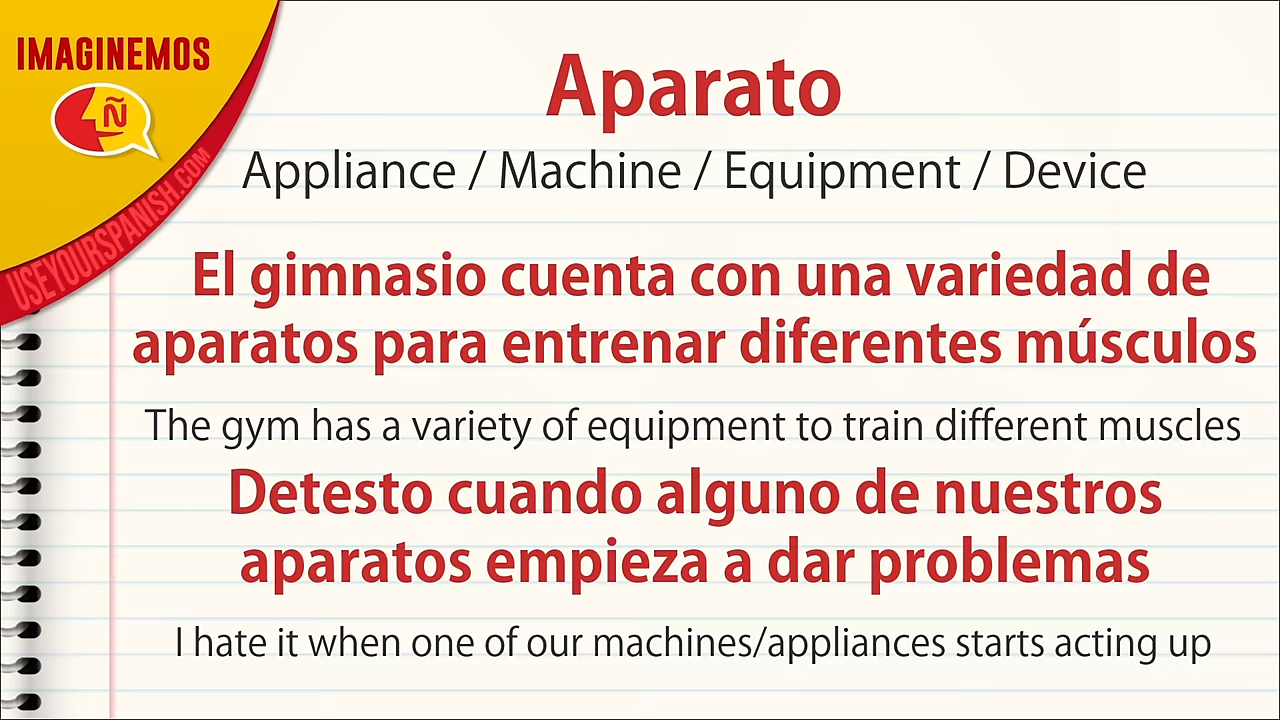 IMAGINEMOS
Ñ
USEYOURSPANISH.COM
Aparato
Appliance / Machine / Equipment / Device
El gimnasio cuenta con una variedad de
aparatos para entrenar diferentes músculos
The gym has a variety of equipment to train different muscles
Detesto cuando alguno de nuestros
aparatos empieza a dar problemas
I hate it when one of our machines/appliances starts acting up